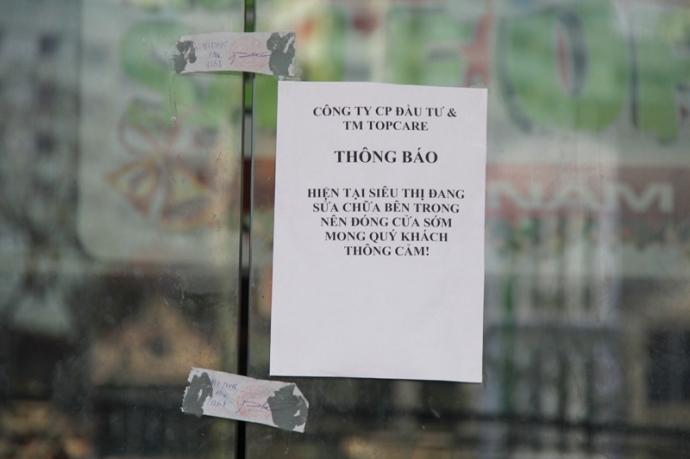 CÔNG TY CP ĐẦU TƯ &
TM TOPCARE
THÔNG BÁO
HIỆN TẠI SIÊU THỊ ĐANG
SỬA CHỮA BÊN TRONG
NÊN ĐÓNG CỬA SỚM
MONG QUÝ KHÁCH
THÔNG CẢM!
NAM